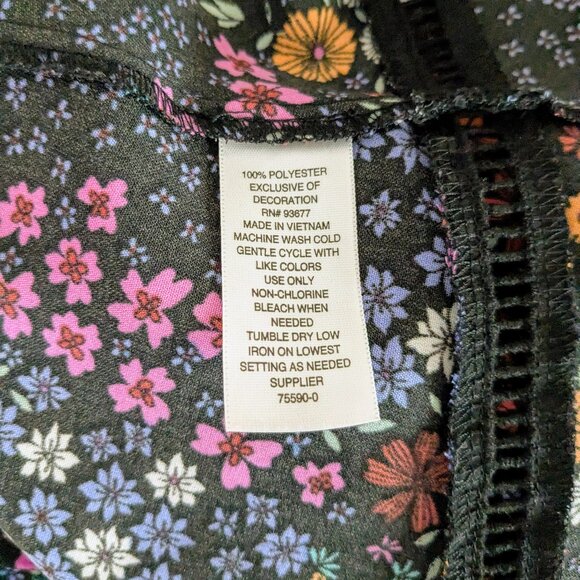 100% POLYESTER
EXCLUSIVE OF
DECORATION
RN# 93677
MADE IN VIETNAM
MACHINE WASH COLD
GENTLE CYCLE WITH
LIKE COLORS
USE ONLY
NON-CHLORINE
BLEACH WHEN
NEEDED
TUMBLE DRY LOW
IRON ON LOWEST
SETTING AS NEEDED
SUPPLIER
75590-0